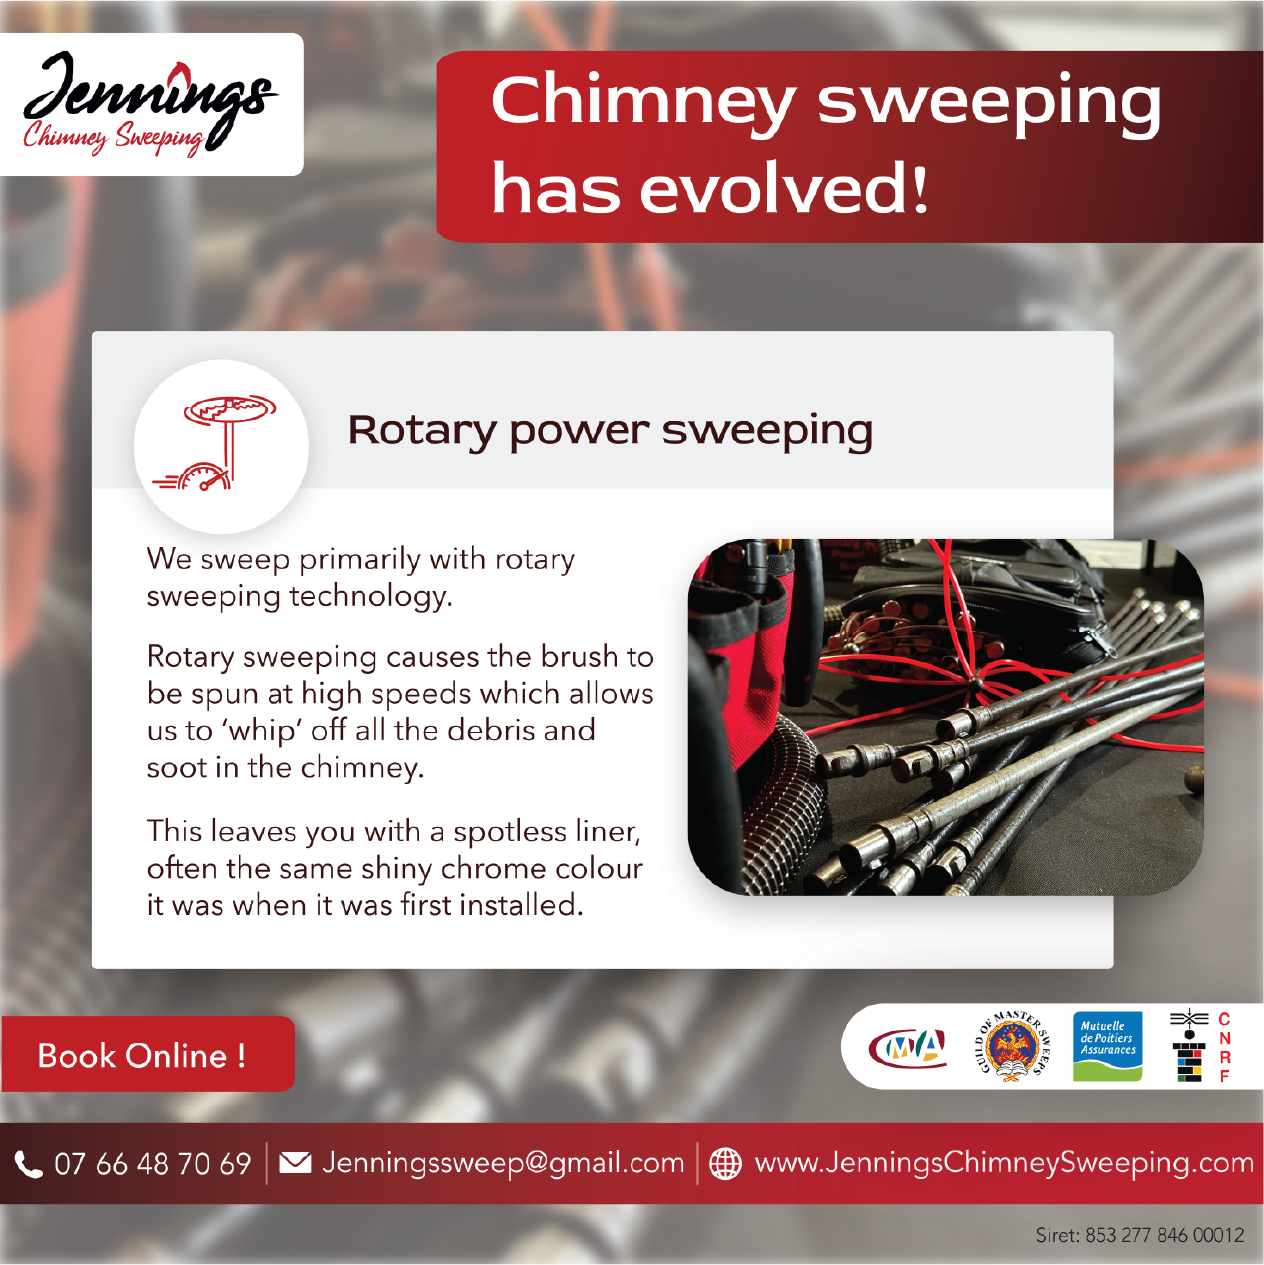 Jennings
Chimney Sweeping
Chimney sweeping
has evolved!
Rotary power sweeping
We sweep primarily with rotary
sweeping technology.
Rotary sweeping causes the brush to
be spun at high speeds which allows
us to ‘whip’ off all the debris and
soot in the chimney.
This leaves you with a spotless liner,
often the same shiny chrome colour
it was when it was first installed.
Book Online !
CMA
GUILD OF MASTER SWEEPS
Mutuelle
de Poitiers
Assurances
CNRF
07 66 48 70 69
Jenningssweep@gmail.com
www.JenningsChimneySweeping.com
Siret: 853 277 846 00012